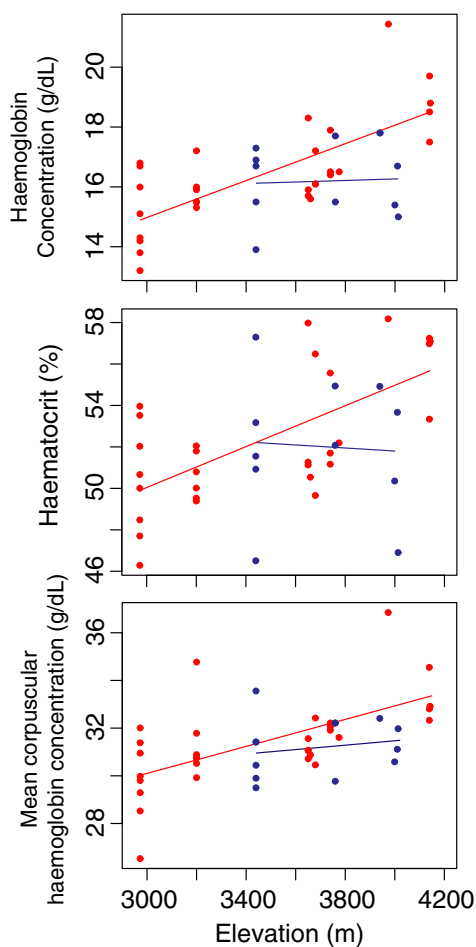 Haemoglobin
Concentration (g/dL)
20
18
16
14
Haematocrit (%)
58
54
50
46
Mean corpuscular
haemoglobin concentration (g/dL)
36
32
28
3000 3400 3800 4200
Elevation (m)